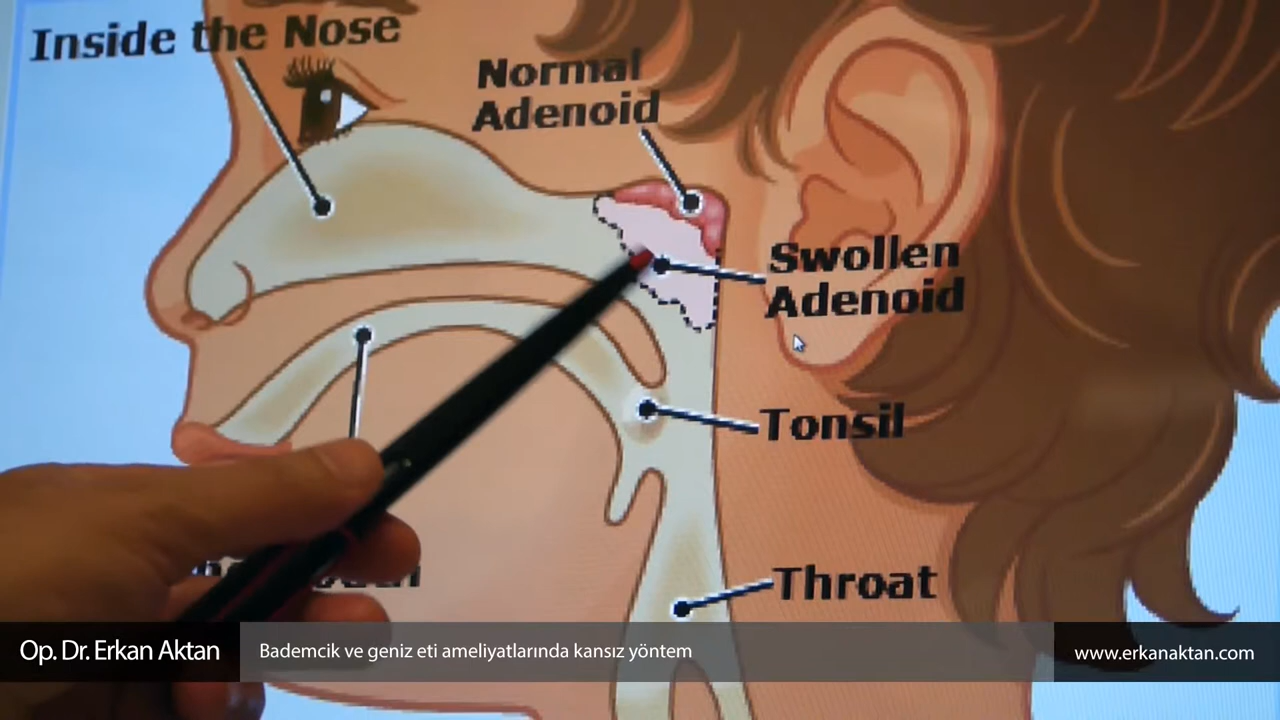 Inside the Nose
Normal
Adenoid
Swollen
Adenoid
Tonsil
Throat
Op. Dr. Erkan Aktan
Bademcik ve geniz eti ameliyatlarında kansız yöntem
www.erkanaktan.com